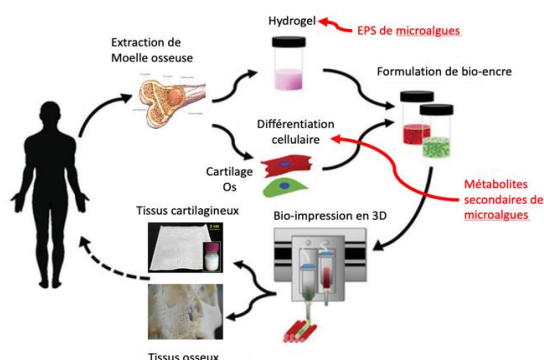 Hydrogel
EPS de microalgues
Extraction de
Moelle osseuse
Formulation de bio-encre
Différentiation
cellulaire
Cartilage
Os
Métabolites
secondaires de
microalgues
Tissus cartilagineux
Bio-impression en 3D
Tissus osseux